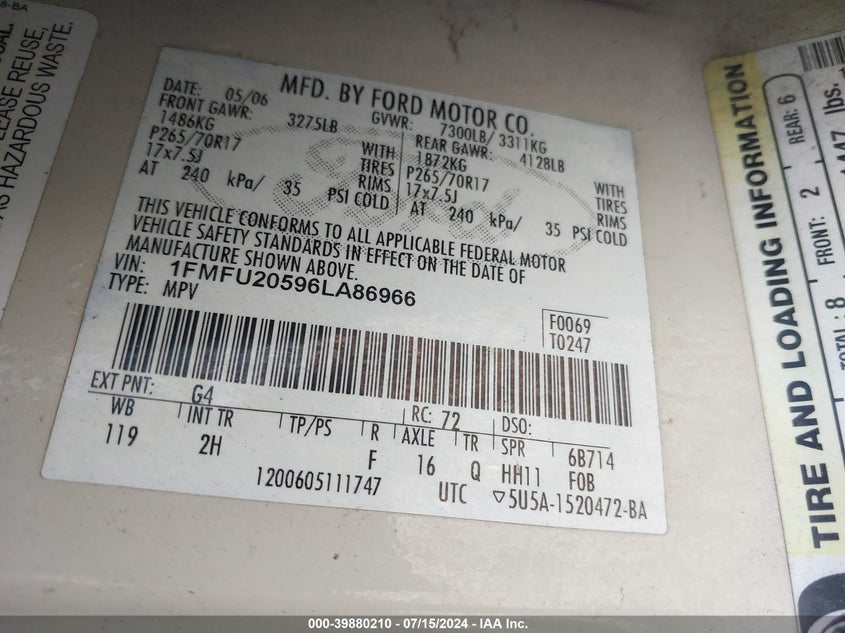 8-BA
AL.
LEASE REUSE,
AS HAZARDOUS WASTE.
MFD. BY FORD MOTOR CO.
DATE: 05/06 GVWR: 7300LB/ 3311KG
FRONT GAWR: 3275LB REAR GAWR: 4128LB
1486KG WITH 1872KG WITH
P265/70R17 TIRES P265/70R17 TIRES
17x7.5J RIMS 17x7.5J RIMS
AT 240 kPa/ 35 PSI COLD AT 240 kPa/ 35 PSI COLD
THIS VEHICLE CONFORMS TO ALL APPLICABLE FEDERAL MOTOR
VEHICLE SAFETY STANDARDS IN EFFECT ON THE DATE OF
MANUFACTURE SHOWN ABOVE.
VIN: 1FMFU20596LA86966
TYPE: MPV
F0069
T0247
EXT PNT: G4 RC: 72 DSO:
WB INT TR TP/PS R AXLE TR SPR 6B714
119 2H F 16 Q HH11 FOB
1200605111747 UTC ▽5U5A-1520472-BA
TIRE AND LOADING INFORMATION
TOTAL: 8 FRONT: 2 REAR: 6
1447 lbs.
000-39880210 - 07/15/2024 - IAA Inc.